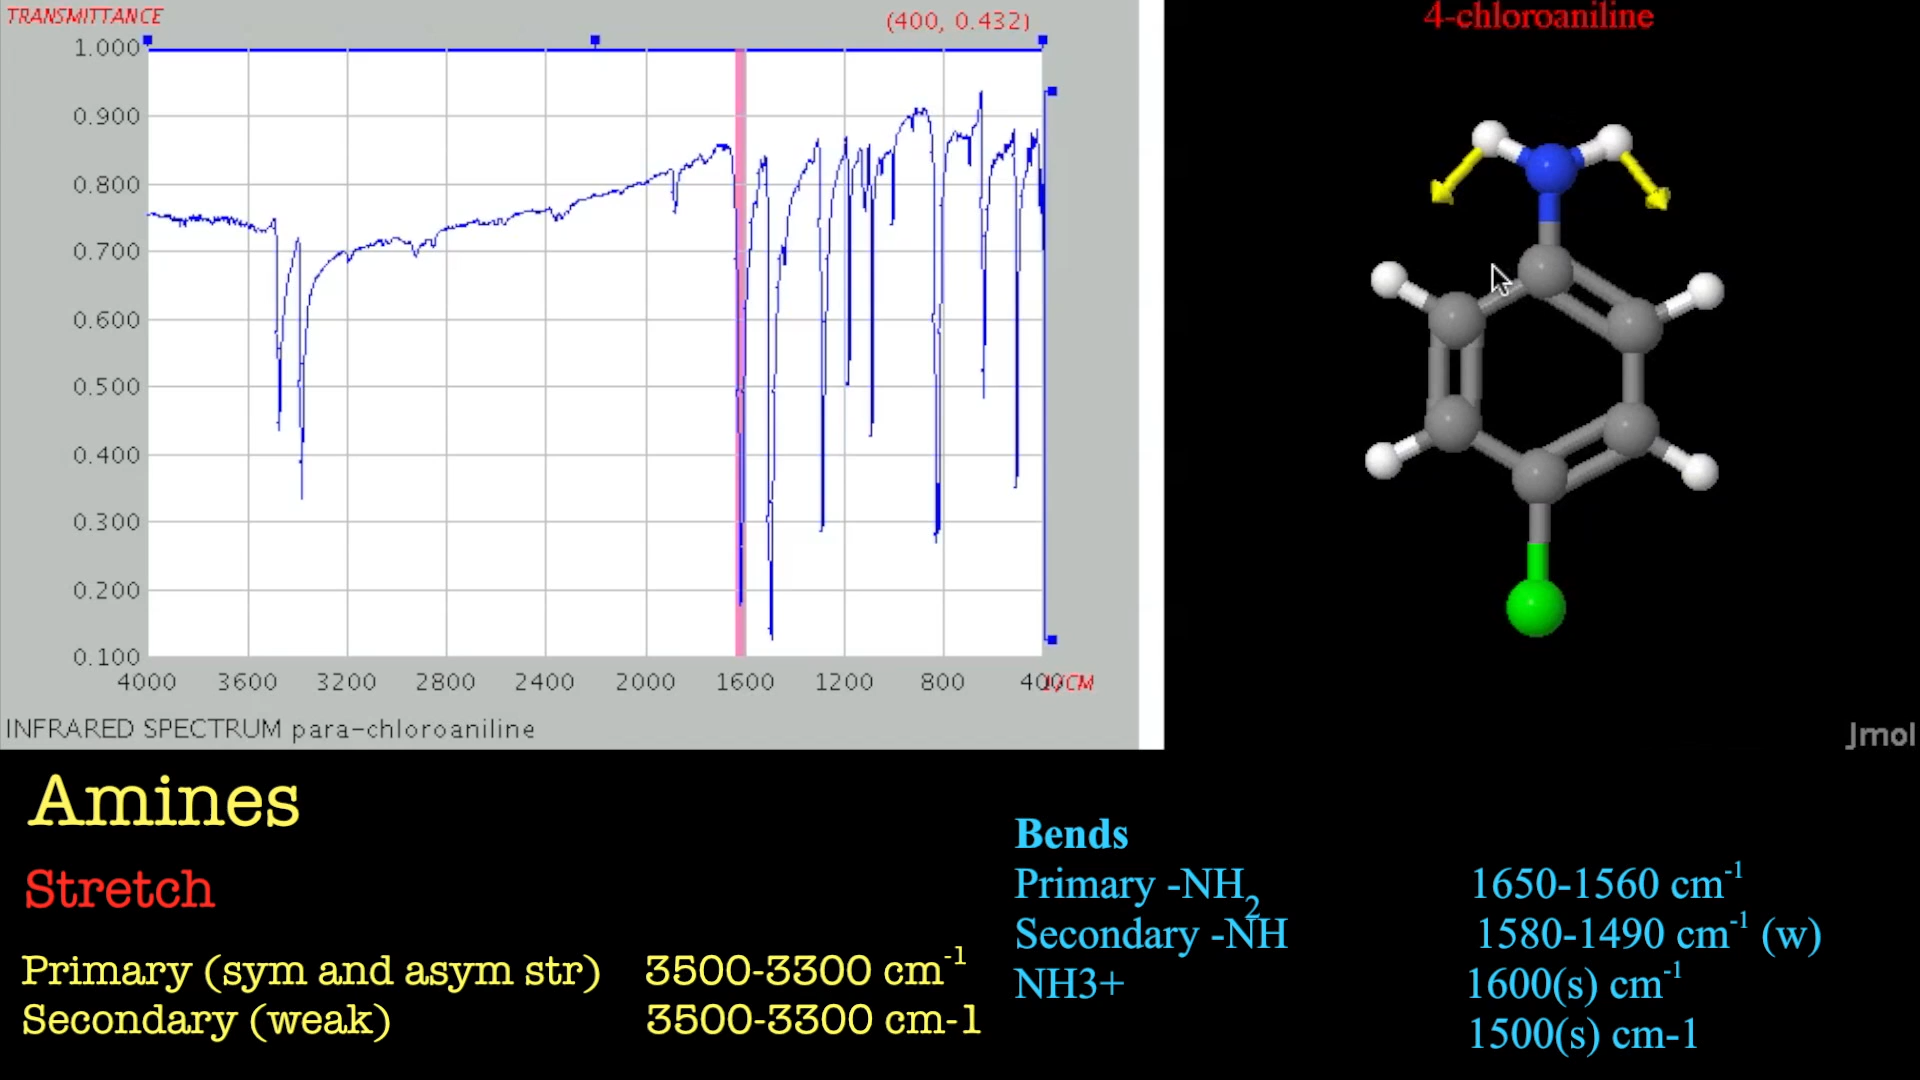 TRANSMITTANCE
(400, 0.432)
1.000
0.900
0.800
0.700
0.600
0.500
0.400
0.300
0.200
0.100
4000 3600 3200 2800 2400 2000 1600 1200 800 400
1/CM
INFRARED SPECTRUM para-chloroaniline
4-chloroaniline
Jmol
Amines
Stretch
Primary (sym and asym str) 3500-3300 cm⁻¹
Secondary (weak) 3500-3300 cm-1
Bends
Primary -NH₂ 1650-1560 cm⁻¹
Secondary -NH 1580-1490 cm⁻¹ (w)
NH3+ 1600(s) cm⁻¹
1500(s) cm-1